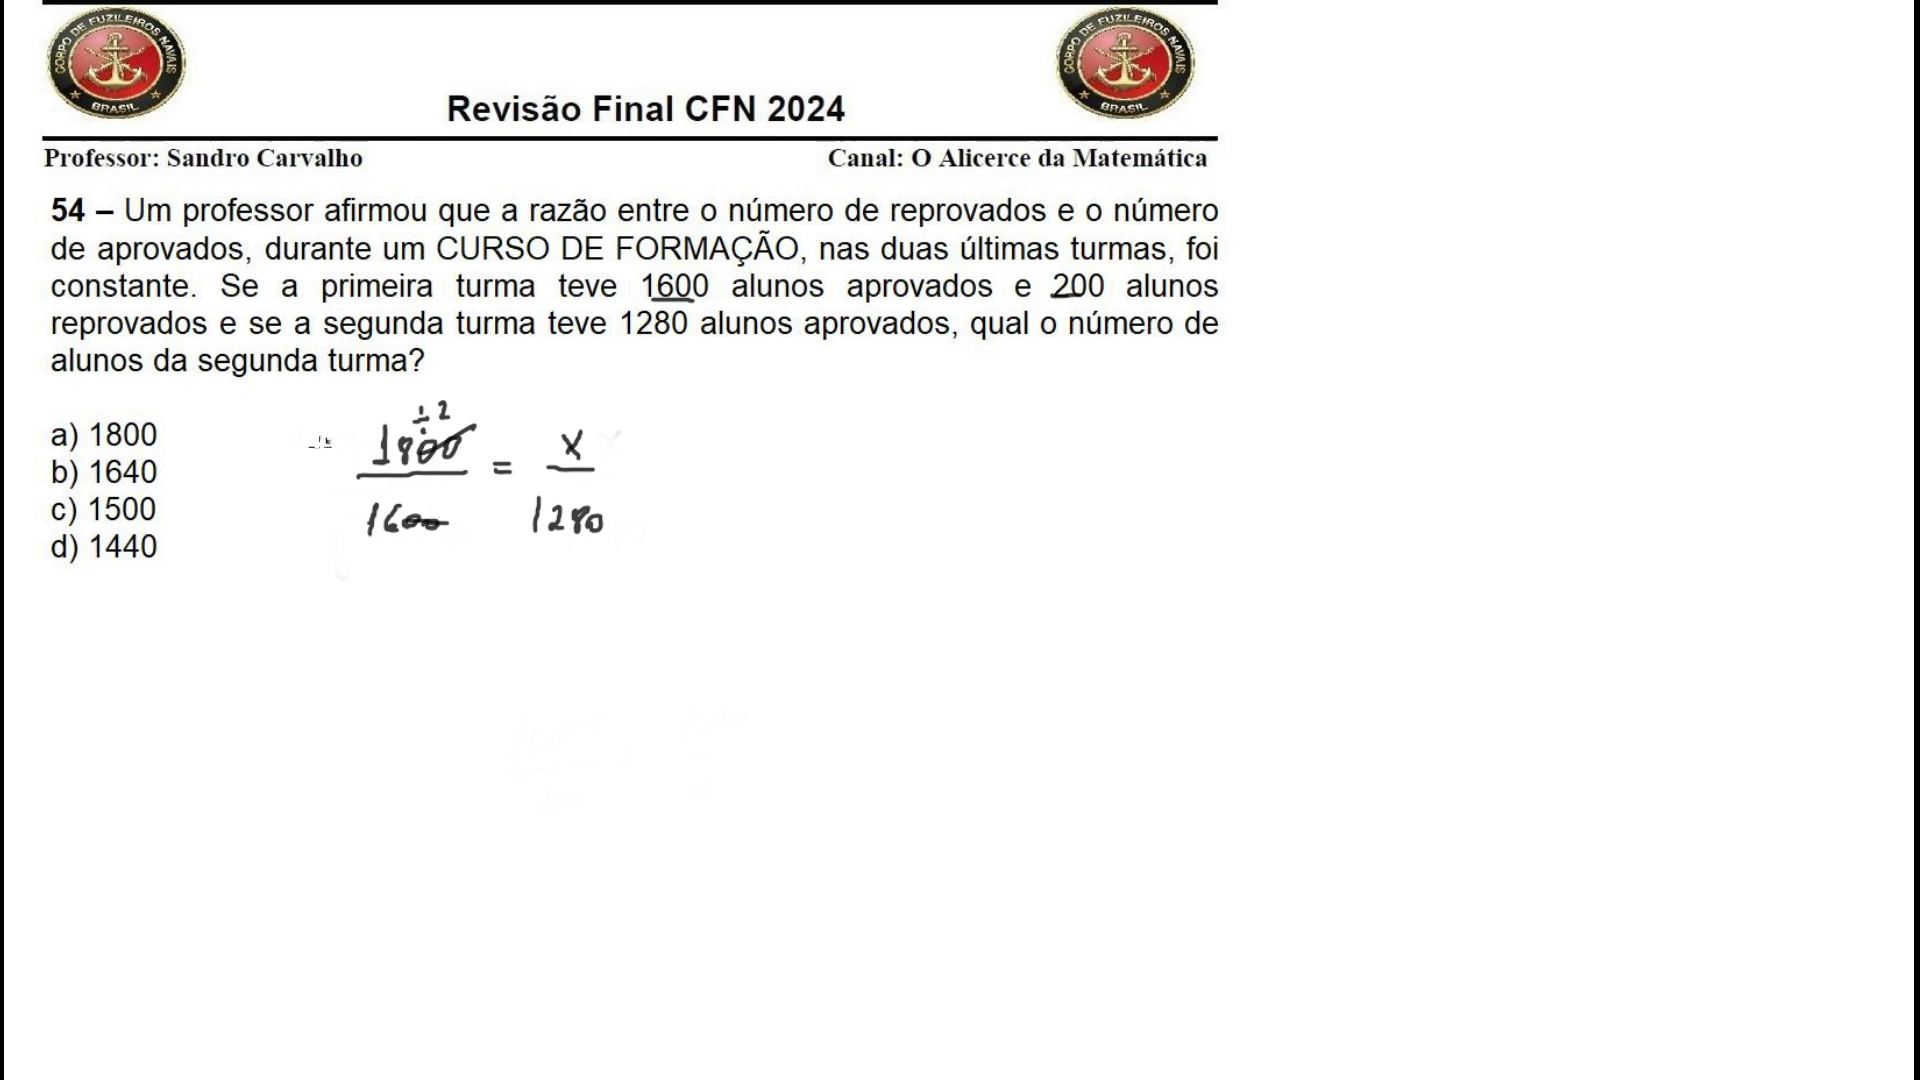 CORPO DE FUZILEIROS NAVAIS
BRASIL
CORPO DE FUZILEIROS NAVAIS
BRASIL
Revisão Final CFN 2024
Professor: Sandro Carvalho
Canal: O Alicerce da Matemática
54 – Um professor afirmou que a razão entre o número de reprovados e o número
de aprovados, durante um CURSO DE FORMAÇÃO, nas duas últimas turmas, foi
constante. Se a primeira turma teve 1600 alunos aprovados e 200 alunos
reprovados e se a segunda turma teve 1280 alunos aprovados, qual o número de
alunos da segunda turma?
a) 1800
b) 1640
c) 1500
d) 1440
÷2
1800 = x
1600 1280